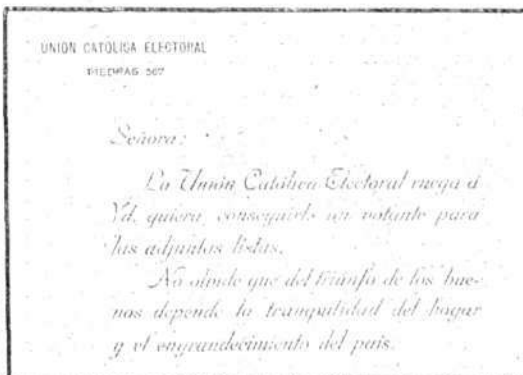 UNION CATÓLICA ELECTORAL
PIEDRAS 567
Señora:
La Unión Católica Electoral ruega á
Vd. quiera conseguirle un votante para
las adjuntas listas.
No olvide que del triunfo de los bue-
nos depende la tranquilidad del hogar
y el engrandecimiento del país.